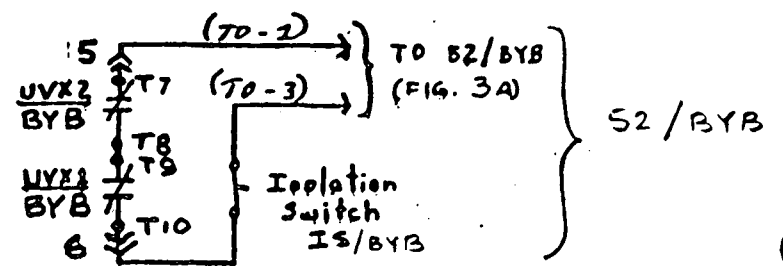 (TO-1)
:5
T7
TO 52/BYB
UVX2
(TO-3)
(FIG. 3A)
BYB
52/BYB
T8
T9
UVX1
Isolation
BYB
Switch
T10
IS/BYB
6